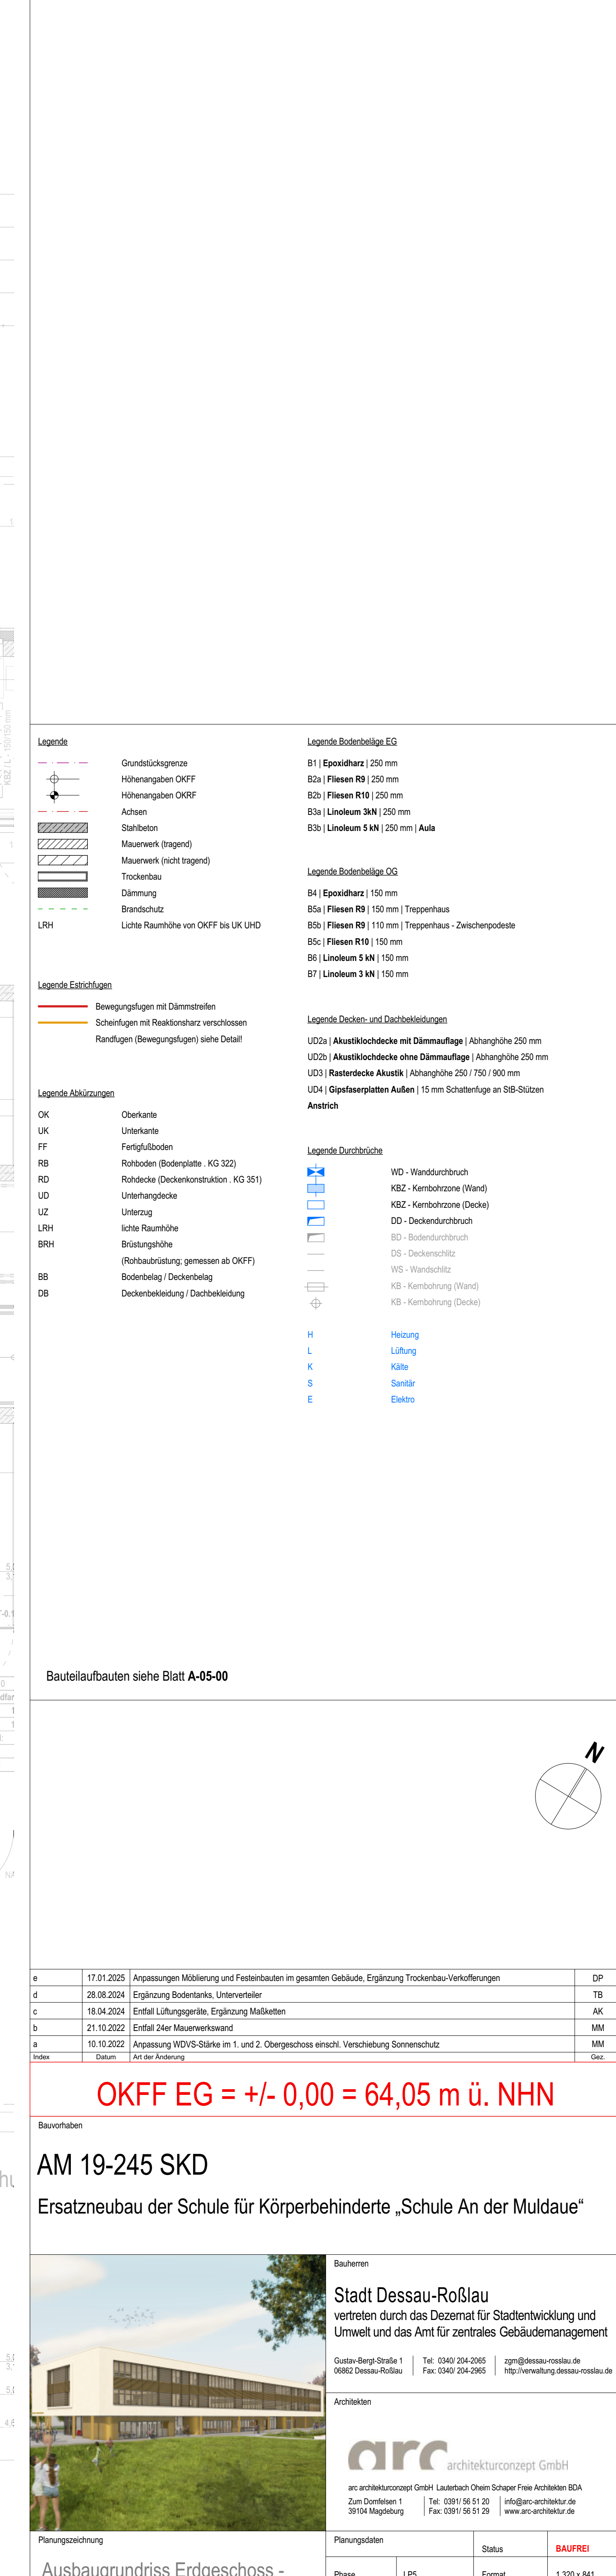 Legende
Grundstücksgrenze
Höhenangaben OKFF
Höhenangaben OKRF
Achsen
Stahlbeton
Mauerwerk (tragend)
Mauerwerk (nicht tragend)
Trockenbau
Dämmung
Brandschutz
LRH Lichte Raumhöhe von OKFF bis UK UHD
Legende Estrichfugen
Bewegungsfugen mit Dämmstreifen
Scheinfugen mit Reaktionsharz verschlossen
Randfugen (Bewegungsfugen) siehe Detail!
Legende Abkürzungen
OK Oberkante
UK Unterkante
FF Fertigfußboden
RB Rohboden (Bodenplatte . KG 322)
RD Rohdecke (Deckenkonstruktion . KG 351)
UD Unterhangdecke
UZ Unterzug
LRH lichte Raumhöhe
BRH Brüstungshöhe
(Rohbaubrüstung; gemessen ab OKFF)
BB Bodenbelag / Deckenbelag
DB Deckenbekleidung / Dachbekleidung
Legende Bodenbeläge EG
B1 | Epoxidharz | 250 mm
B2a | Fliesen R9 | 250 mm
B2b | Fliesen R10 | 250 mm
B3a | Linoleum 3kN | 250 mm
B3b | Linoleum 5 kN | 250 mm | Aula
Legende Bodenbeläge OG
B4 | Epoxidharz | 150 mm
B5a | Fliesen R9 | 150 mm | Treppenhaus
B5b | Fliesen R9 | 110 mm | Treppenhaus - Zwischenpodeste
B5c | Fliesen R10 | 150 mm
B6 | Linoleum 5 kN | 150 mm
B7 | Linoleum 3 kN | 150 mm
Legende Decken- und Dachbekleidungen
UD2a | Akustiklochdecke mit Dämmauflage | Abhanghöhe 250 mm
UD2b | Akustiklochdecke ohne Dämmauflage | Abhanghöhe 250 mm
UD3 | Rasterdecke Akustik | Abhanghöhe 250 / 750 / 900 mm
UD4 | Gipsfaserplatten Außen | 15 mm Schattenfuge an StB-Stützen
Anstrich
Legende Durchbrüche
WD - Wanddurchbruch
KBZ - Kernbohrzone (Wand)
KBZ - Kernbohrzone (Decke)
DD - Deckendurchbruch
BD - Bodendurchbruch
DS - Deckenschlitz
WS - Wandschlitz
KB - Kernbohrung (Wand)
KB - Kernbohrung (Decke)
H Heizung
L Lüftung
K Kälte
S Sanitär
E Elektro
KBZ / L - 150/150 mm
Bauteilaufbauten siehe Blatt A-05-00
N
e 17.01.2025 Anpassungen Möblierung und Festeinbauten im gesamten Gebäude, Ergänzung Trockenbau-Verkofferungen DP
d 28.08.2024 Ergänzung Bodentanks, Unterverteiler TB
c 18.04.2024 Entfall Lüftungsgeräte, Ergänzung Maßketten AK
b 21.10.2022 Entfall 24er Mauerwerkswand MM
a 10.10.2022 Anpassung WDVS-Stärke im 1. und 2. Obergeschoss einschl. Verschiebung Sonnenschutz MM
Index Datum Art der Änderung Gez.
OKFF EG = +/- 0,00 = 64,05 m ü. NHN
Bauvorhaben
AM 19-245 SKD
Ersatzneubau der Schule für Körperbehinderte „Schule An der Muldaue“
Bauherren
Stadt Dessau-Roßlau
vertreten durch das Dezernat für Stadtentwicklung und
Umwelt und das Amt für zentrales Gebäudemanagement
Gustav-Bergt-Straße 1 Tel: 0340/ 204-2065 zgm@dessau-rosslau.de
06862 Dessau-Roßlau Fax: 0340/ 204-2965 http://verwaltung.dessau-rosslau.de
Architekten
arc architekturconzept GmbH
arc architekturconzept GmbH Lauterbach Oheim Schaper Freie Architekten BDA
Zum Domfelsen 1 Tel: 0391/ 56 51 20 info@arc-architektur.de
39104 Magdeburg Fax: 0391/ 56 51 29 www.arc-architektur.de
Planungszeichnung
Ausbaugrundriss Erdgeschoss -
Planungsdaten
Status BAUFREI
Phase LP5 Format 1.320 x 841